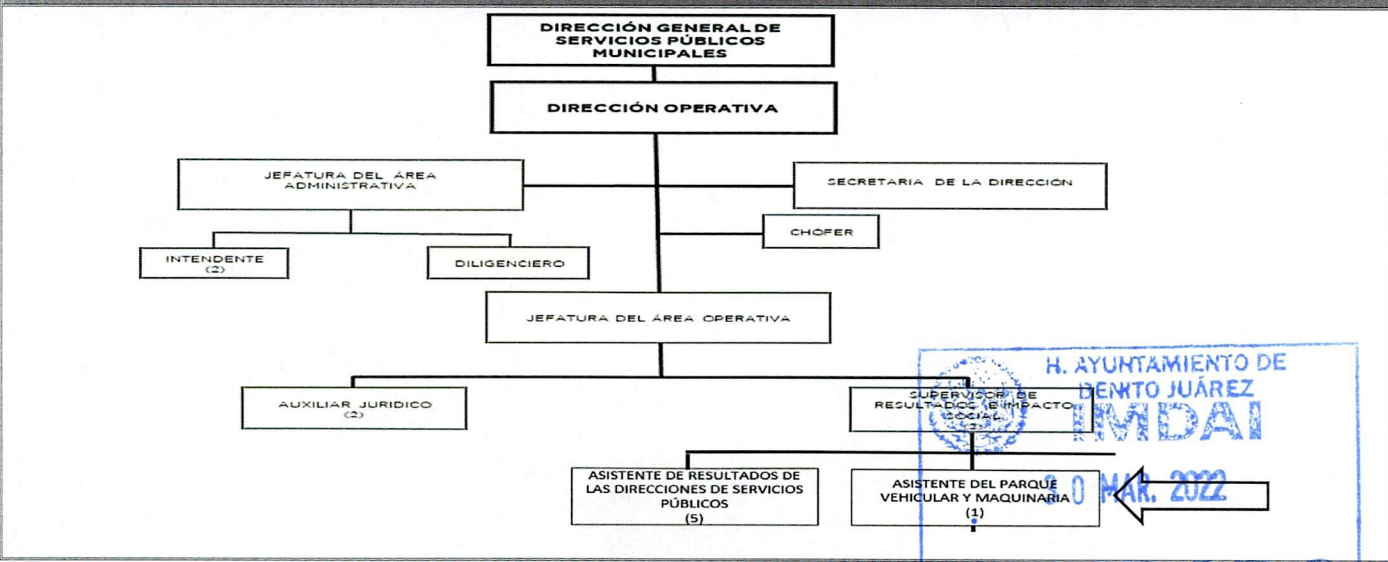 DIRECCIÓN GENERAL DE
SERVICIOS PÚBLICOS
MUNICIPALES
DIRECCIÓN OPERATIVA
JEFATURA DEL ÁREA
ADMINISTRATIVA
SECRETARIA DE LA DIRECCIÓN
CHÓFER
INTENDENTE
(2)
DILIGENCIERO
JEFATURA DEL ÁREA OPERATIVA
AUXILIAR JURIDICO
(2)
SUPERVISOR DE
RESULTADOS E IMPACTO
SOCIAL
H. AYUNTAMIENTO DE
BENITO JUÁREZ
IMDAI
30 MAR. 2022
ASISTENTE DE RESULTADOS DE
LAS DIRECCIONES DE SERVICIOS
PÚBLICOS
(5)
ASISTENTE DEL PARQUE
VEHICULAR Y MAQUINARIA
(1)